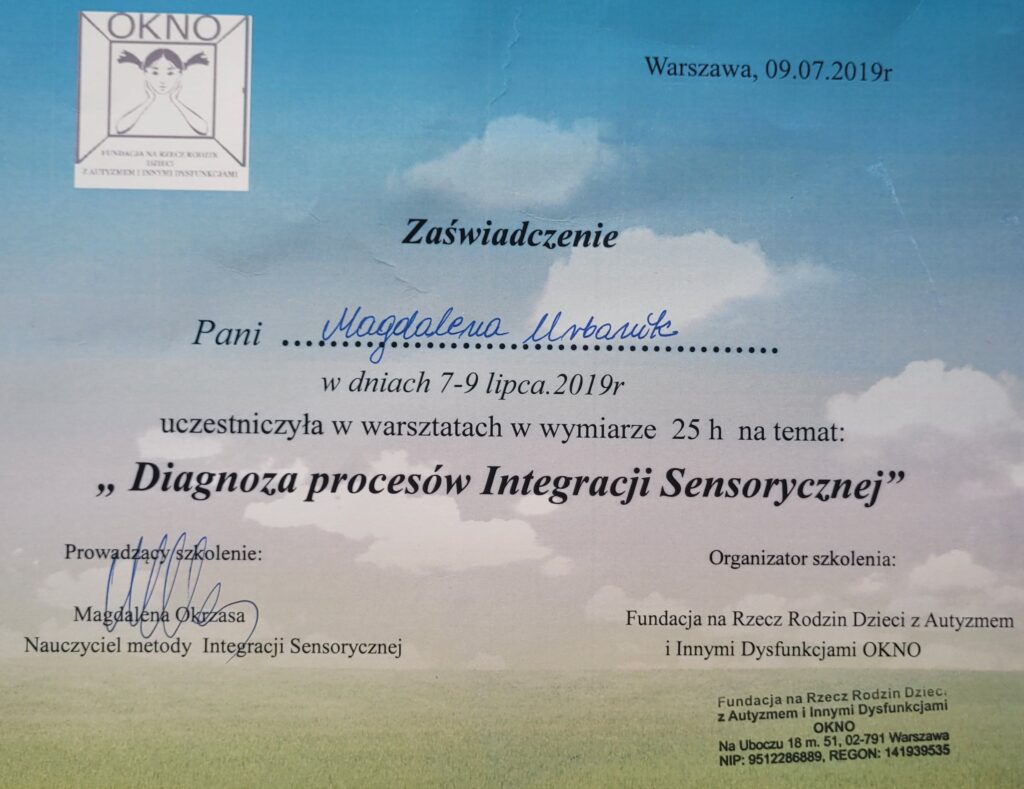 OKNO
FUNDACJA NA RZECZ RODZIN
DZIECI
Z AUTYZMEM I INNYMI DYSFUNKCJAMI
Warszawa, 09.07.2019r
Zaświadczenie
Pani ..... Magdalena Urbanik .....
w dniach 7-9 lipca.2019r
uczestniczyła w warsztatach w wymiarze 25 h na temat:
„ Diagnoza procesów Integracji Sensorycznej”
Prowadzący szkolenie:
Magdalena Okrzasa
Nauczyciel metody Integracji Sensorycznej
Organizator szkolenia:
Fundacja na Rzecz Rodzin Dzieci z Autyzmem
i Innymi Dysfunkcjami OKNO
Fundacja na Rzecz Rodzin Dzieci
z Autyzmem i Innymi Dysfunkcjami
OKNO
Na Uboczu 18 m. 51, 02-791 Warszawa
NIP: 9512286889, REGON: 141939535